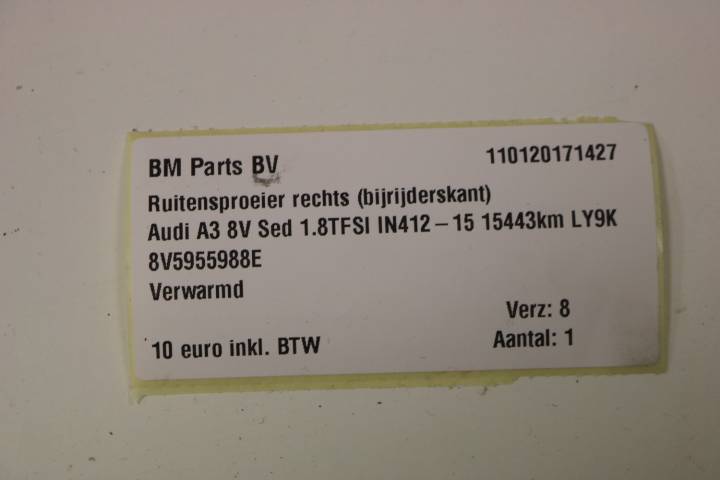 BM Parts BV 110120171427
Ruitensproeier rechts (bijrijderskant)
Audi A3 8V Sed 1.8TFSI IN412-15 15443km LY9K
8V5955988E
Verwarmd
Verz: 8
10 euro inkl. BTW Aantal: 1